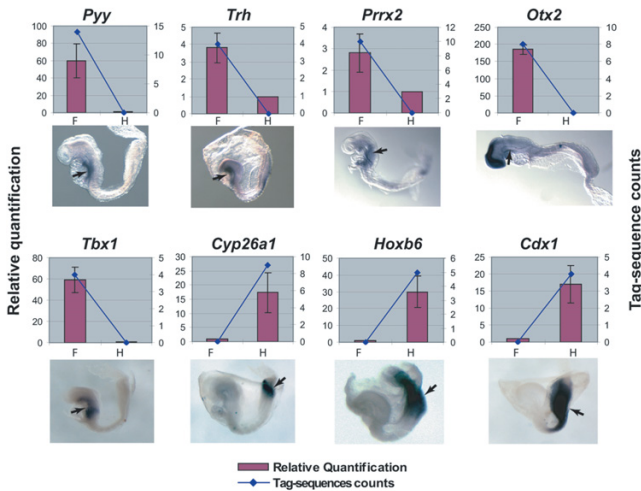 Pyy Trh Prrx2 Otx2
100 15 5 5 4 12 250 10
80 12 4 4 3 10 200 8
60 9 3 3 2 8 150 6
40 6 2 2 1 6 100 4
20 3 1 1 0 4 50 2
0 0 0 0 2 0 0
0
F H F H F H F H
Relative quantification
Tag-sequence counts
Tbx1 Cyp26a1 Hoxb6 Cdx1
80 5 30 10 50 6 25 5
60 4 25 8 40 5 20 4
40 3 20 6 30 4 15 3
20 2 15 4 20 3 10 2
0 1 10 2 10 2 5 1
0 5 0 0 1 0 0
0 0
F H F H F H F H
Relative Quantification
Tag-sequences counts